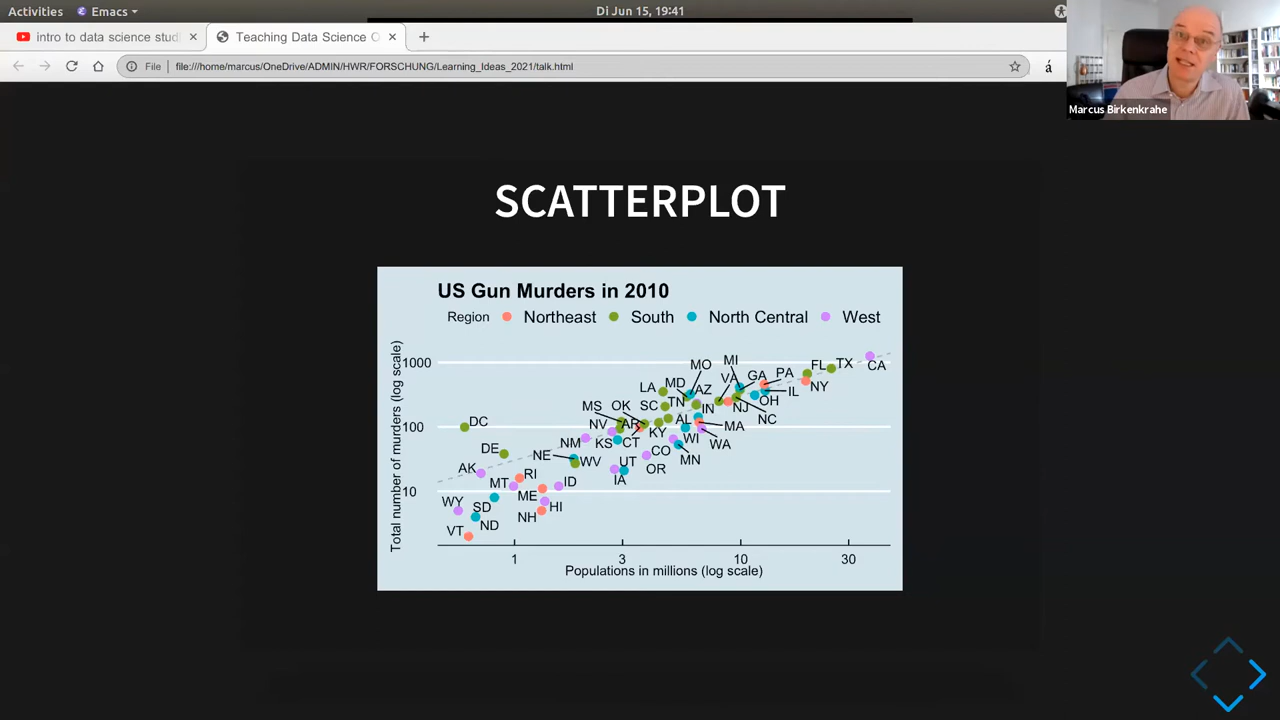 Activities Emacs Di Jun 15, 19:41
intro to data science stud × Teaching Data Science O × +
File file:///home/marcus/OneDrive/ADMIN/HWR/FORSCHUNG/Learning_Ideas_2021/talk.html á
Marcus Birkenkrahe
SCATTERPLOT
US Gun Murders in 2010
Region Northeast South North Central West
Total number of murders (log scale)
1000
100
10
MO MI
LA MD AZ VA GA PA FL TX CA
MS OK SC TN IN NJ OH IL NY
DC NV AR AL NC
KS CT KY MA
DE NM WI WA
NE WV UT CO MN
AK RI IA OR
MT ME ID
WY SD HI
VT ND NH
1 3 10 30
Populations in millions (log scale)